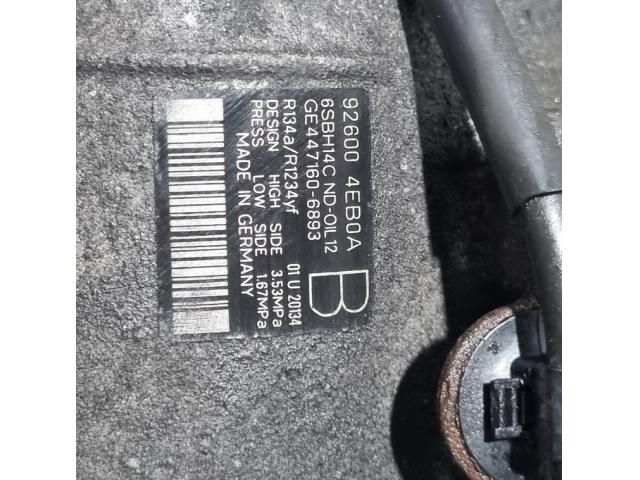 92600 4EB0A
6SBH14C ND-OIL12
GE447160-6893
B
R134a/R1234yf 01 U 20134
DESIGN HIGH SIDE 3.53MPa
PRESS LOW SIDE 1.67MPa
MADE IN GERMANY